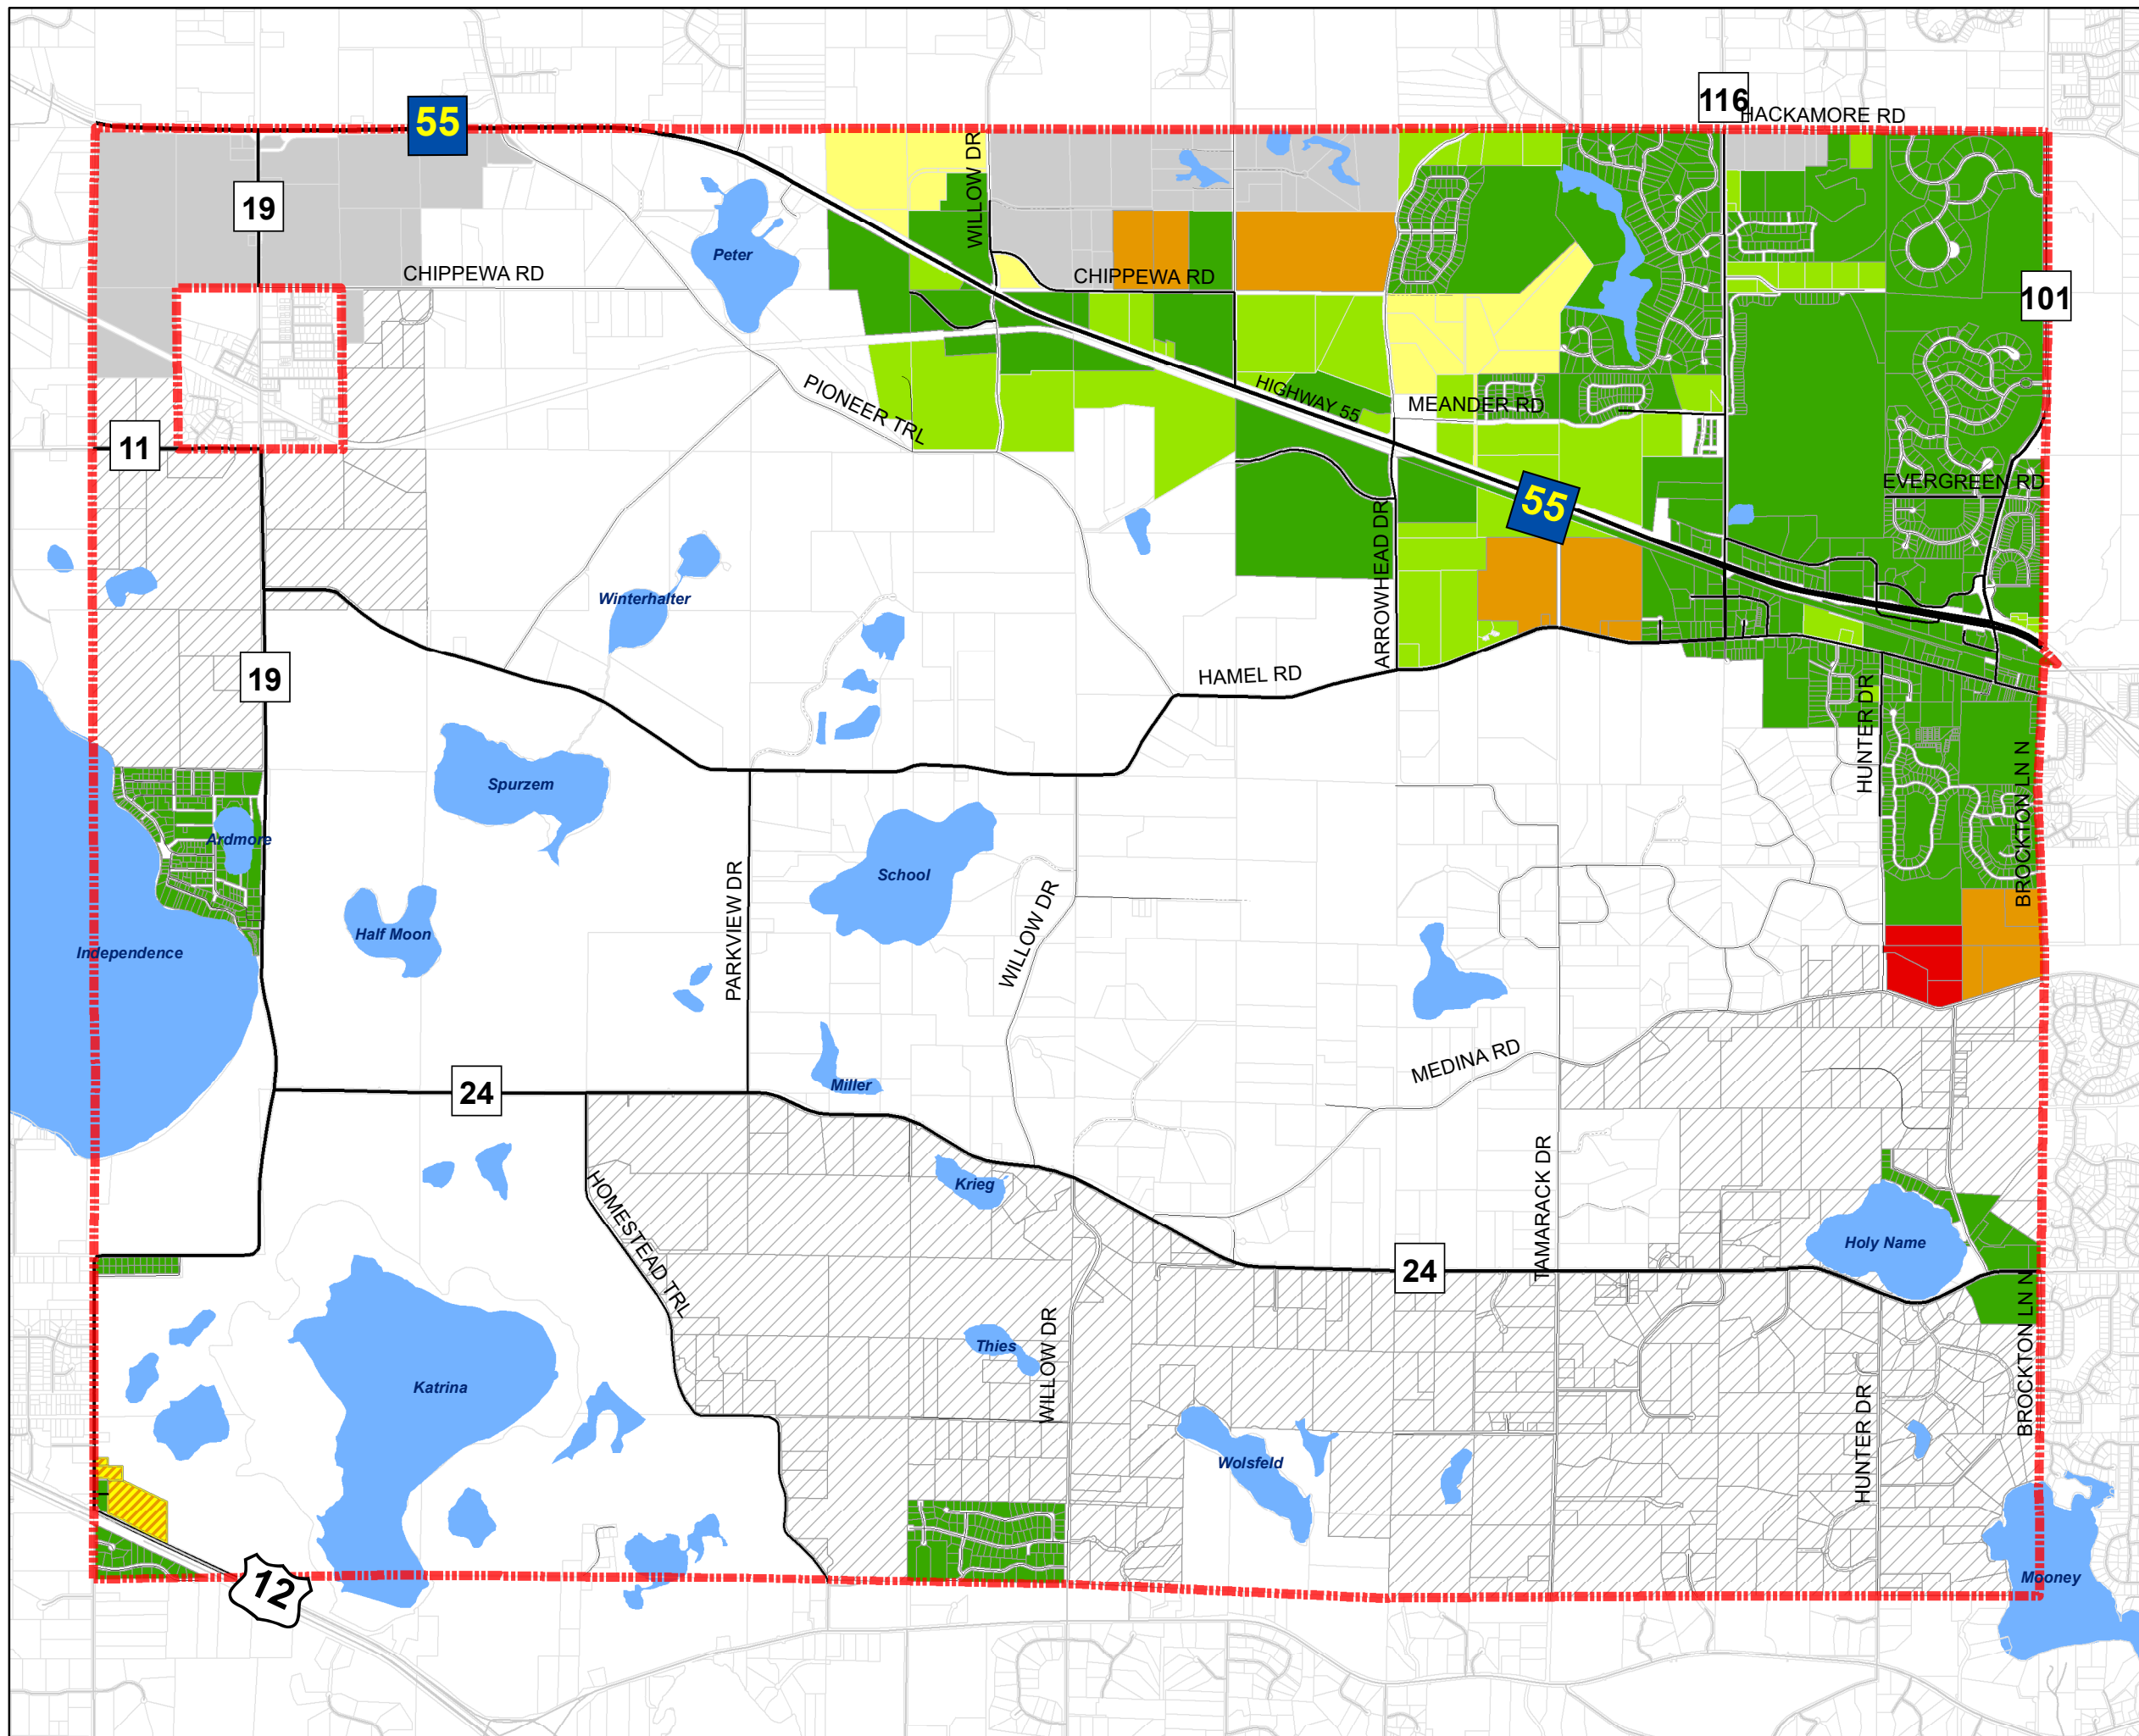 116
HACKAMORE RD
55
WILLOW DR
19
Peter
CHIPPEWA RD
CHIPPEWA RD
101
PIONEER TRL
HIGHWAY 55
MEANDER RD
11
EVERGREEN RD
55
ARROWHEAD DR
Winterhalter
19
HAMEL RD
HUNTER DR
BROCKTON LN N
Spurzem
Ardmore
School
PARKVIEW DR
WILLOW DR
Half Moon
Independence
MEDINA RD
24
Miller
TAMARACK DR
Krieg
HOMESTEAD TRL
Holy Name
24
Thies
WILLOW DR
BROCKTON LN N
Katrina
HUNTER DR
Wolsfeld
12
Mooney